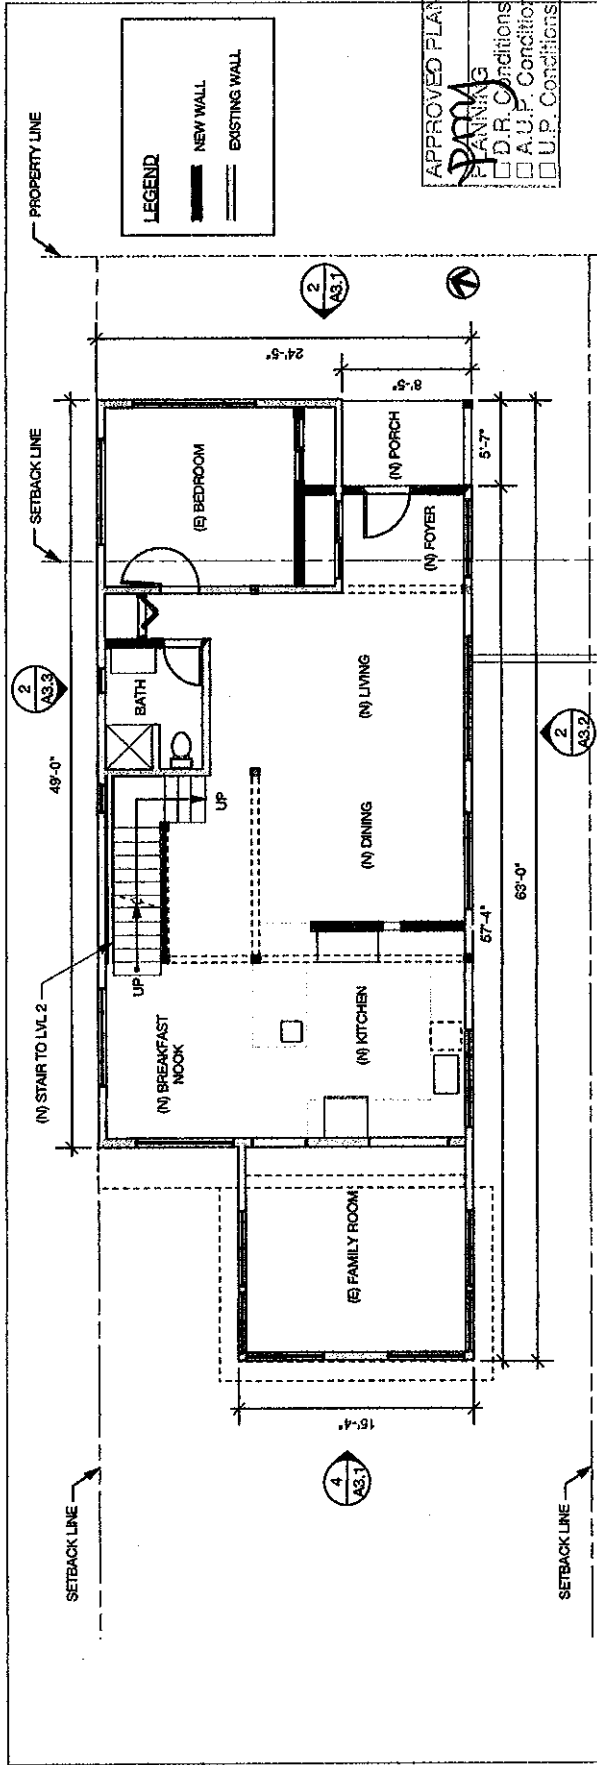 PROPERTY LINE
LEGEND
NEW WALL
EXISTING WALL
APPROVED PLAN
PLANNING
D.R. Conditions
A.U.P. Condition
U.P. Conditions
SETBACK LINE
2
A3.1
24'-5"
8'-5"
(E) BEDROOM
(N) PORCH
5'-7"
(N) FOYER
2
A3.3
49'-0"
BATH
(N) LIVING
2
A3.2
UP
(N) DINING
57'-4"
63'-0"
(N) STAIR TO LVL 2
UP
(N) BREAKFAST
NOOK
(N) KITCHEN
(E) FAMILY ROOM
15'-4"
4
A3.1
SETBACK LINE
SETBACK LINE